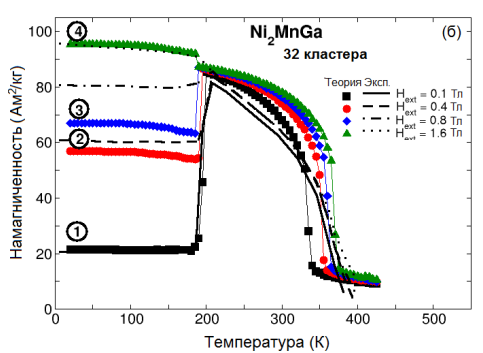 Ni2MnGa
(б)
32 кластера
Теория Эксп.
Hext = 0.1 Тл
Hext = 0.4 Тл
Hext = 0.8 Тл
Hext = 1.6 Тл
4
3
2
1
Намагниченность (Ам²/кг)
100
80
60
40
20
0
0 100 200 300 400 500
Температура (К)